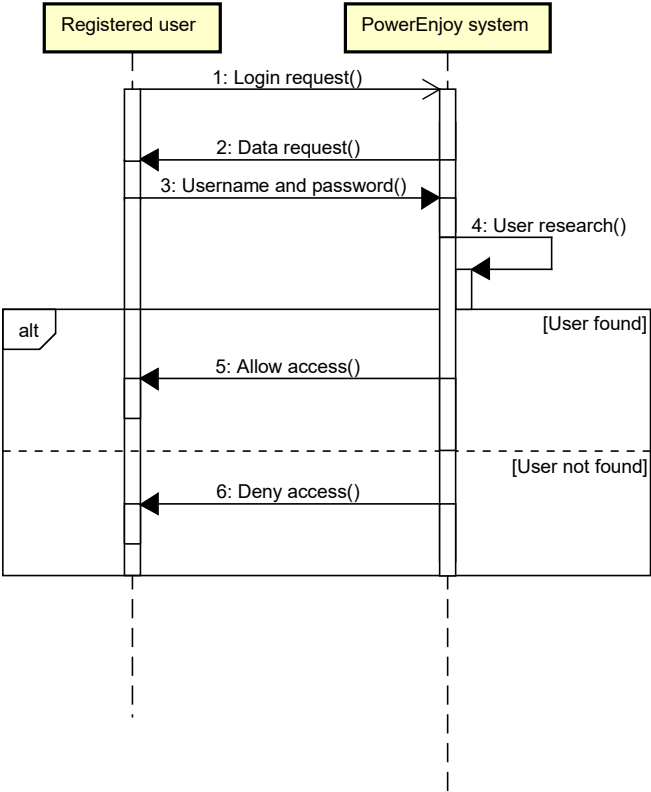 Registered user
PowerEnjoy system
1: Login request()
2: Data request()
3: Username and password()
4: User research()
alt
[User found]
5: Allow access()
[User not found]
6: Deny access()